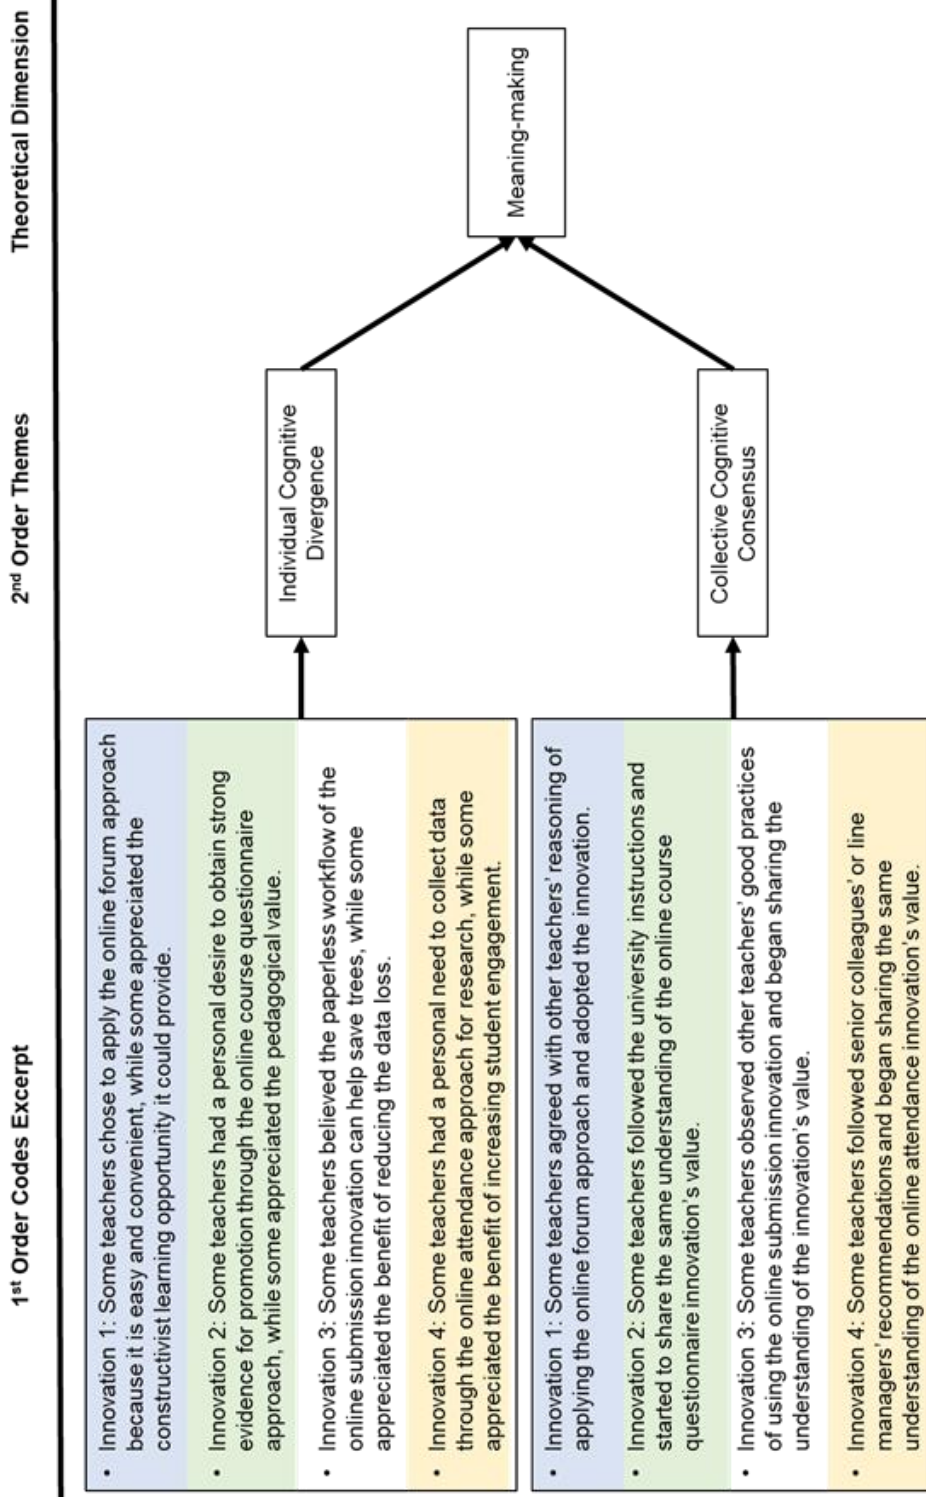 1st Order Codes Excerpt
2nd Order Themes
Theoretical Dimension
• Innovation 1: Some teachers chose to apply the online forum approach
because it is easy and convenient, while some appreciated the
constructivist learning opportunity it could provide.
• Innovation 2: Some teachers had a personal desire to obtain strong
evidence for promotion through the online course questionnaire
approach, while some appreciated the pedagogical value.
• Innovation 3: Some teachers believed the paperless workflow of the
online submission innovation can help save trees, while some
appreciated the benefit of reducing the data loss.
• Innovation 4: Some teachers had a personal need to collect data
through the online attendance approach for research, while some
appreciated the benefit of increasing student engagement.
Individual Cognitive
Divergence
• Innovation 1: Some teachers agreed with other teachers' reasoning of
applying the online forum approach and adopted the innovation.
• Innovation 2: Some teachers followed the university instructions and
started to share the same understanding of the online course
questionnaire innovation's value.
• Innovation 3: Some teachers observed other teachers' good practices
of using the online submission innovation and began sharing the
understanding of the innovation's value.
• Innovation 4: Some teachers followed senior colleagues' or line
managers' recommendations and began sharing the same
understanding of the online attendance innovation's value.
Collective Cognitive
Consensus
Meaning-making